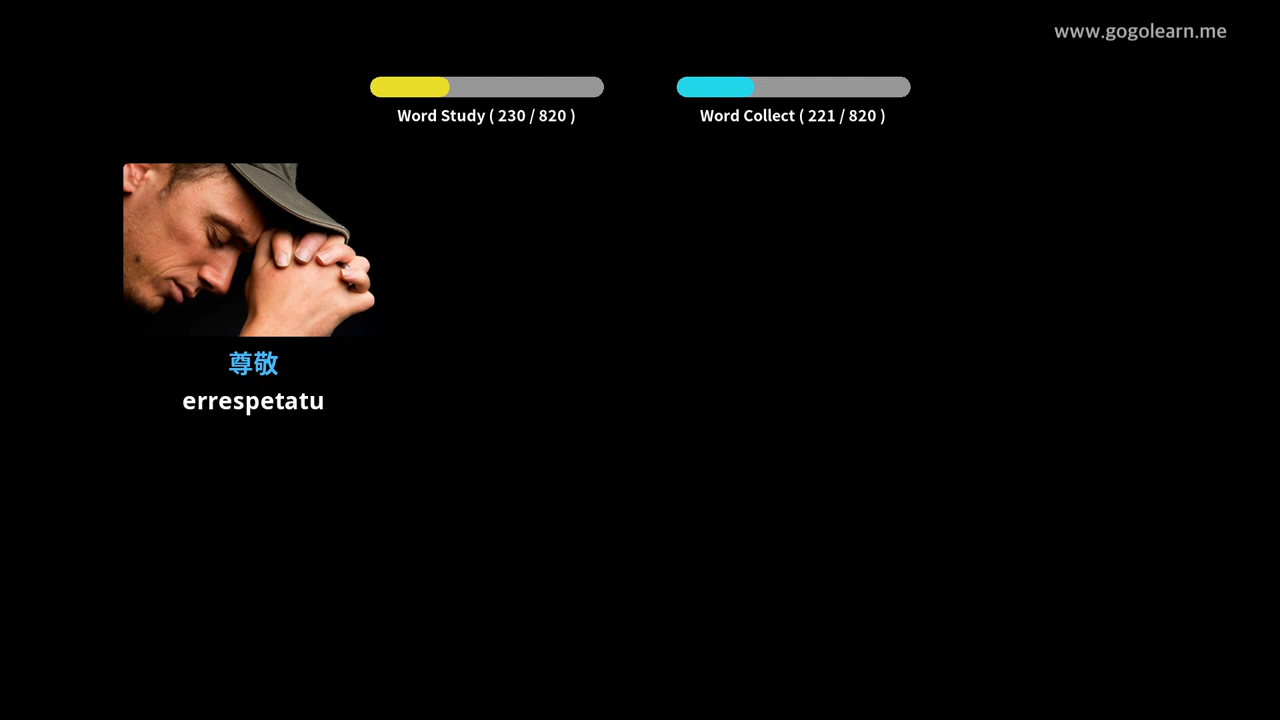 www.gogolearn.me
Word Study ( 230 / 820 )
Word Collect ( 221 / 820 )
尊敬
errespetatu